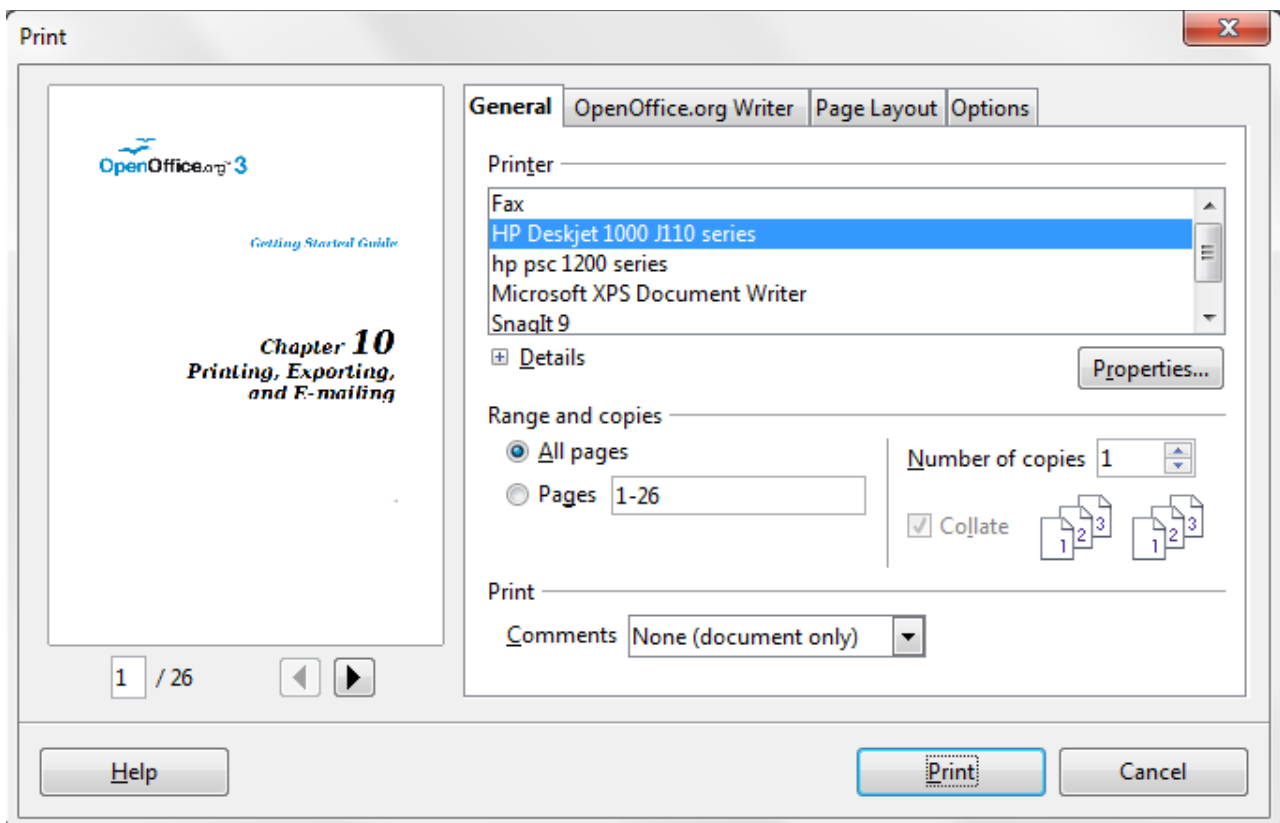 Print
OpenOffice.org 3
Getting Started Guide
Chapter 10
Printing, Exporting,
and E-mailing
1 / 26
General OpenOffice.org Writer Page Layout Options
Printer
Fax
HP Deskjet 1000 J110 series
hp psc 1200 series
Microsoft XPS Document Writer
SnagIt 9
Details
Properties...
Range and copies
All pages
Pages 1-26
Number of copies 1
Collate 1 2 3 1 2 3
Print
Comments None (document only)
Help Print Cancel